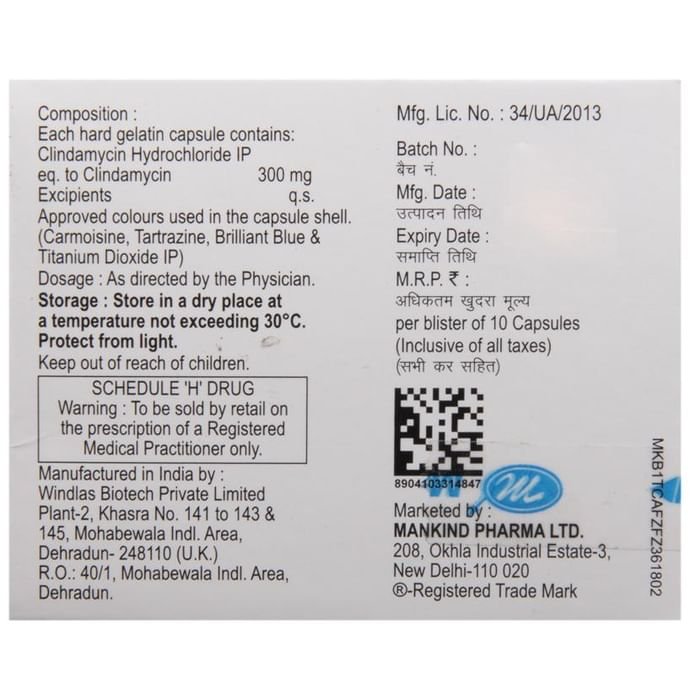 Composition :
Each hard gelatin capsule contains:
Clindamycin Hydrochloride IP
eq. to Clindamycin 300 mg
Excipients q.s.
Approved colours used in the capsule shell.
(Carmoisine, Tartrazine, Brilliant Blue &
Titanium Dioxide IP)
Dosage : As directed by the Physician.
Storage : Store in a dry place at
a temperature not exceeding 30°C.
Protect from light.
Keep out of reach of children.
SCHEDULE 'H' DRUG
Warning : To be sold by retail on
the prescription of a Registered
Medical Practitioner only.
Manufactured in India by :
Windlas Biotech Private Limited
Plant-2, Khasra No. 141 to 143 &
145, Mohabewala Indl. Area,
Dehradun- 248110 (U.K.)
R.O.: 40/1, Mohabewala Indl. Area,
Dehradun.
Mfg. Lic. No. : 34/UA/2013
Batch No. :
बैच नं.
Mfg. Date :
उत्पादन तिथि
Expiry Date :
समाप्ति तिथि
M.R.P. ₹ :
अधिकतम खुदरा मूल्य
per blister of 10 Capsules
(Inclusive of all taxes)
(सभी कर सहित)
8904103314847
m
Marketed by :
MANKIND PHARMA LTD.
208, Okhla Industrial Estate-3,
New Delhi-110 020
®-Registered Trade Mark
MKB1TCAFZFZ361802